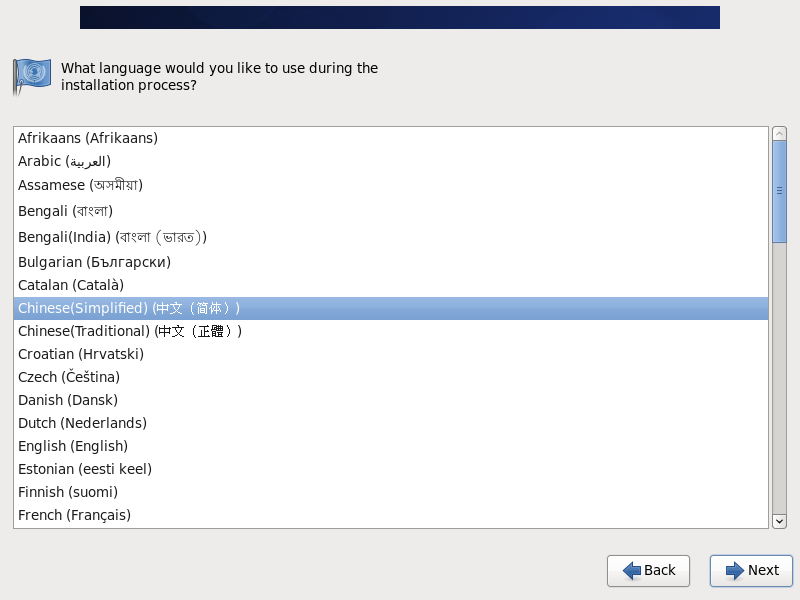 What language would you like to use during the
installation process?
Afrikaans (Afrikaans)
Arabic (العربية)
Assamese (অসমীয়া)
Bengali (বাংলা)
Bengali(India) (বাংলা (ভারত))
Bulgarian (Български)
Catalan (Català)
Chinese(Simplified) (中文（简体）)
Chinese(Traditional) (中文（正體）)
Croatian (Hrvatski)
Czech (Čeština)
Danish (Dansk)
Dutch (Nederlands)
English (English)
Estonian (eesti keel)
Finnish (suomi)
French (Français)
Back
Next